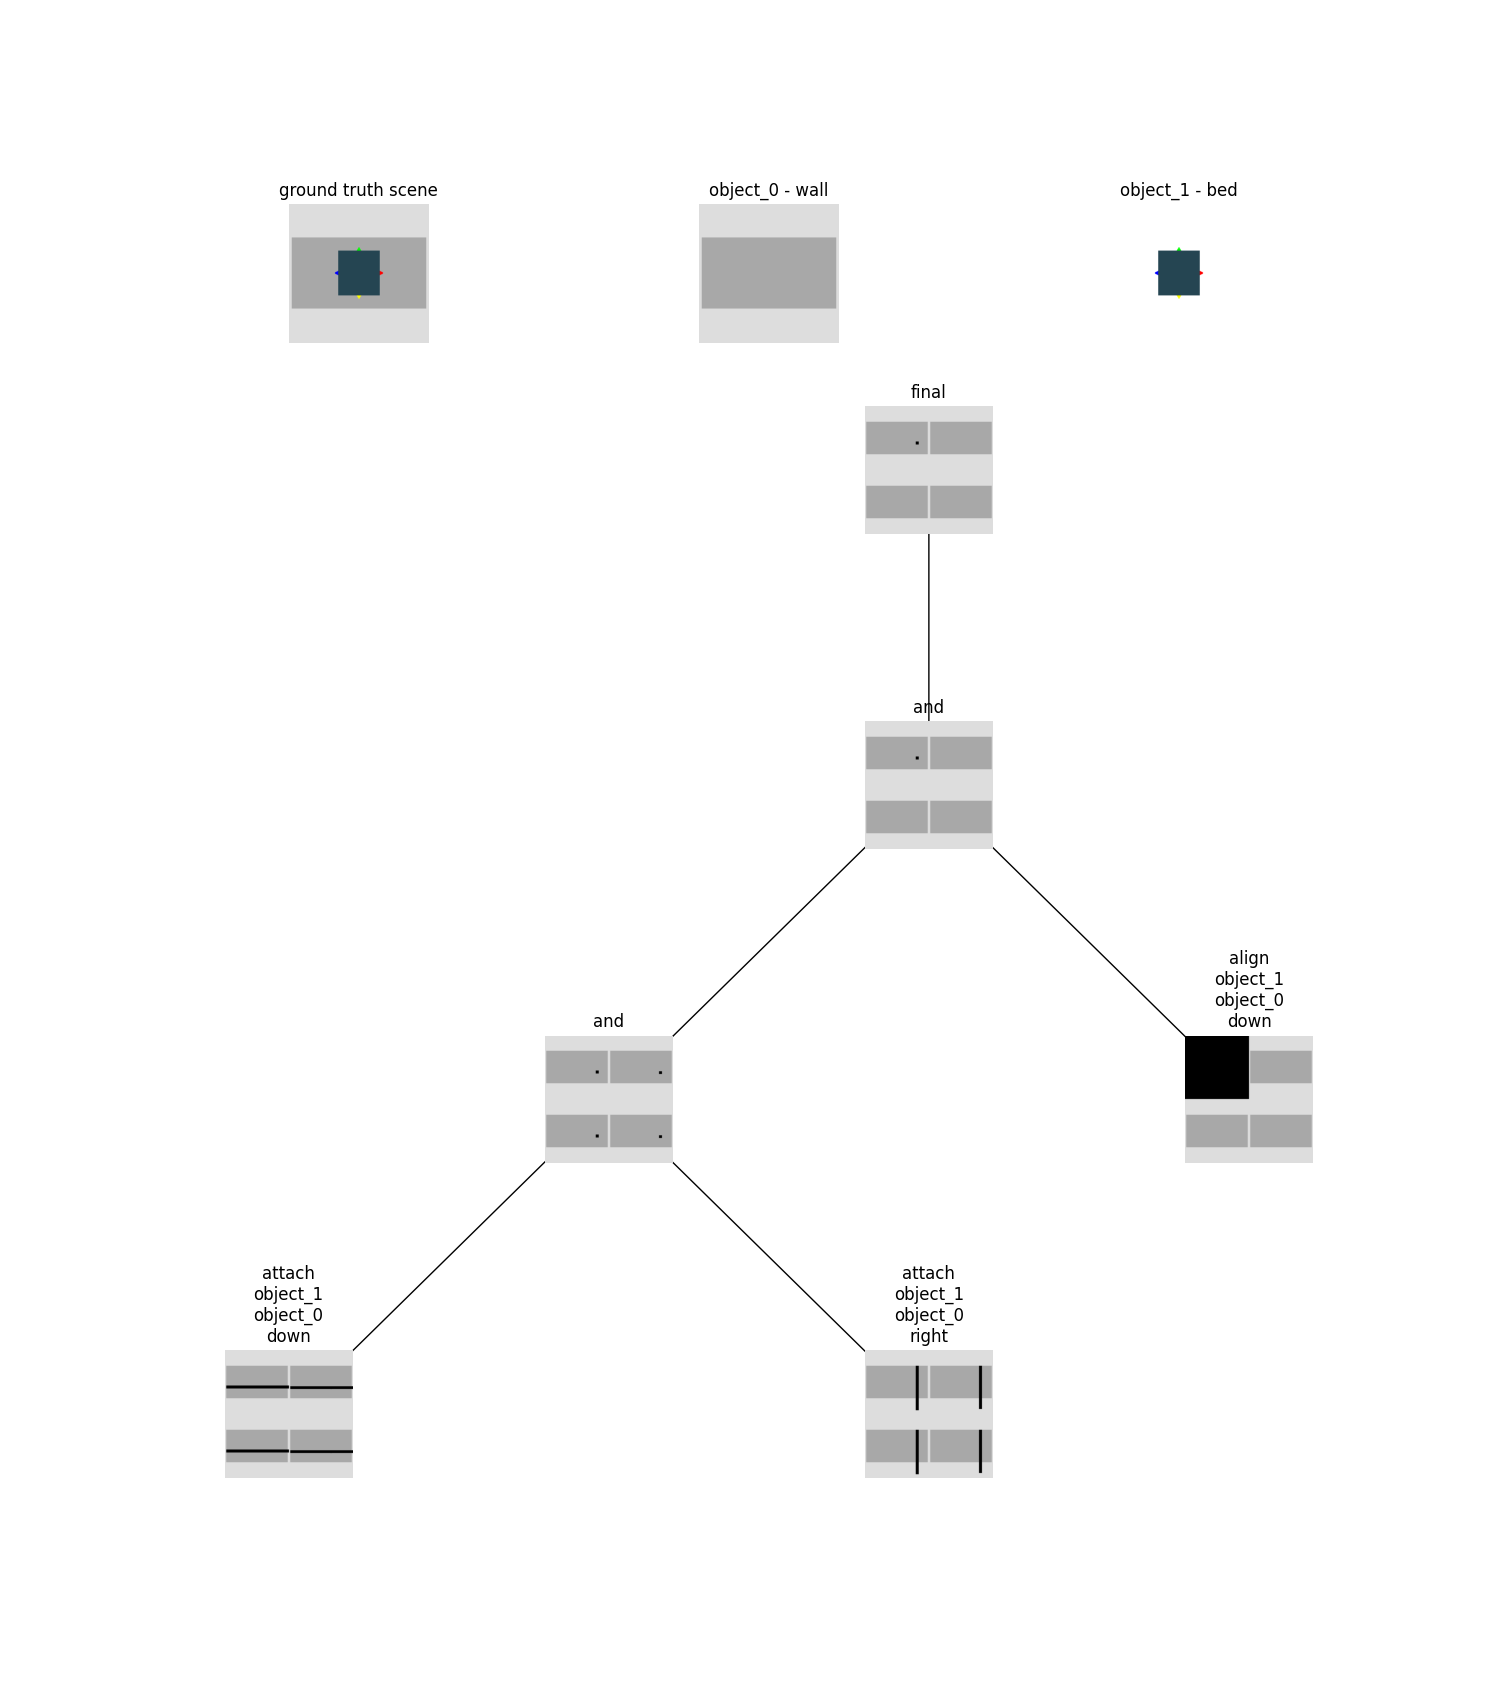 ground truth scene
object_0 - wall
object_1 - bed
final
and
align
object_1
object_0
down
and
attach
object_1
object_0
down
attach
object_1
object_0
right